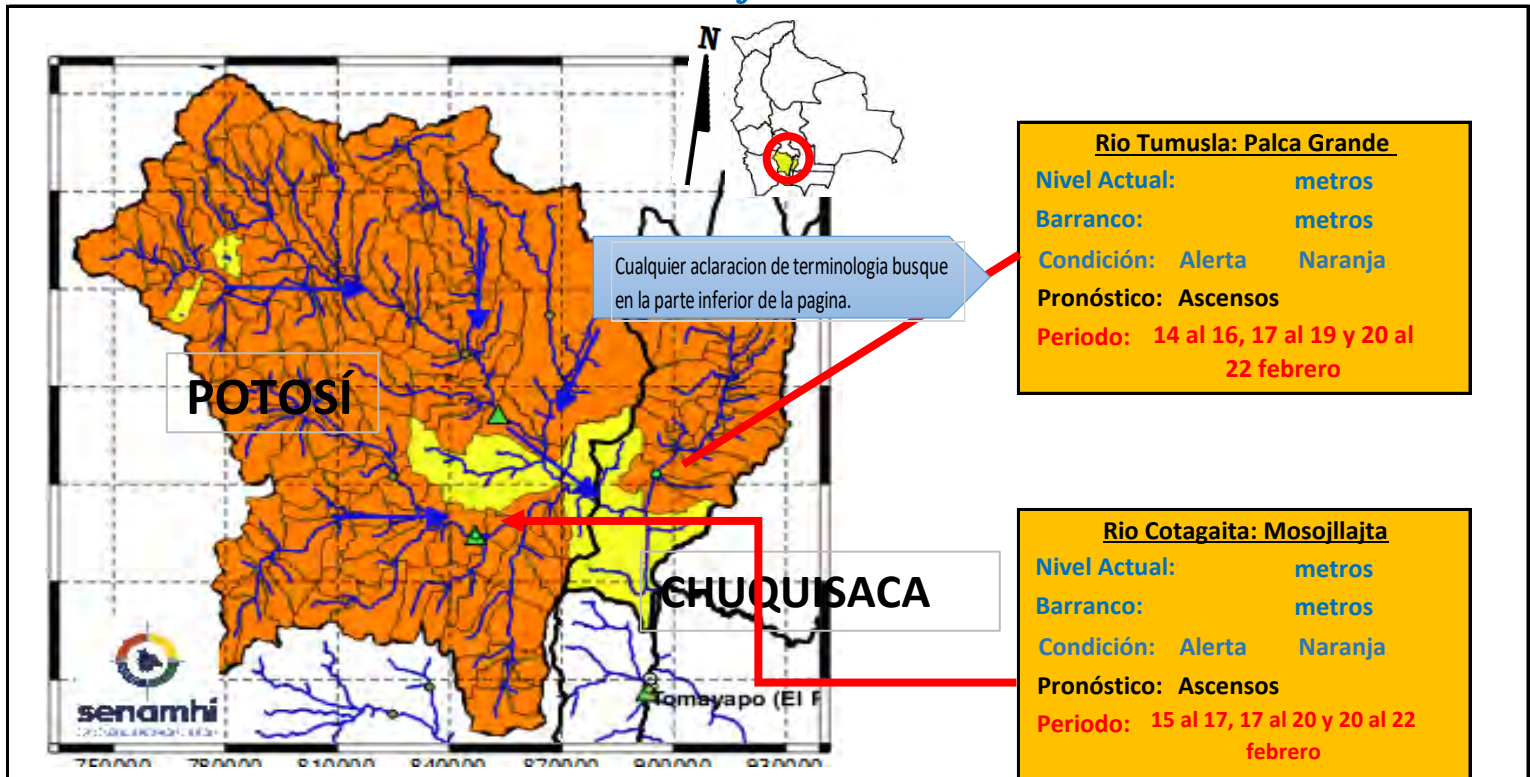 N
Cualquier aclaracion de terminologia busque
en la parte inferior de la pagina.
POTOSÍ
CHUQUISACA
Tomayapo (El
senamhi
750000 780000 810000 840000 870000 900000 930000
Rio Tumusla: Palca Grande
Nivel Actual: metros
Barranco: metros
Condición: Alerta Naranja
Pronóstico: Ascensos
Periodo: 14 al 16, 17 al 19 y 20 al
22 febrero
Rio Cotagaita: Mosojllajta
Nivel Actual: metros
Barranco: metros
Condición: Alerta Naranja
Pronóstico: Ascensos
Periodo: 15 al 17, 17 al 20 y 20 al 22
febrero